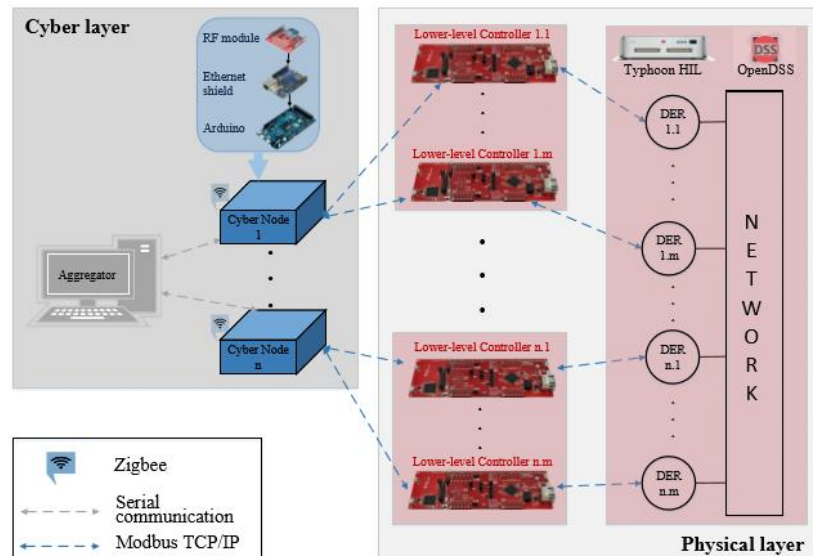 Cyber layer
RF module
Ethernet
shield
Arduino
Cyber Node
1
Aggregator
Cyber Node
n
Zigbee
Serial
communication
Modbus TCP/IP
Lower-level Controller 1.1
Lower-level Controller 1.m
Lower-level Controller n.1
Lower-level Controller n.m
Typhoon HIL
DSS
OpenDSS
DER
1.1
DER
1.m
DER
n.1
DER
n.m
N
E
T
W
O
R
K
Physical layer